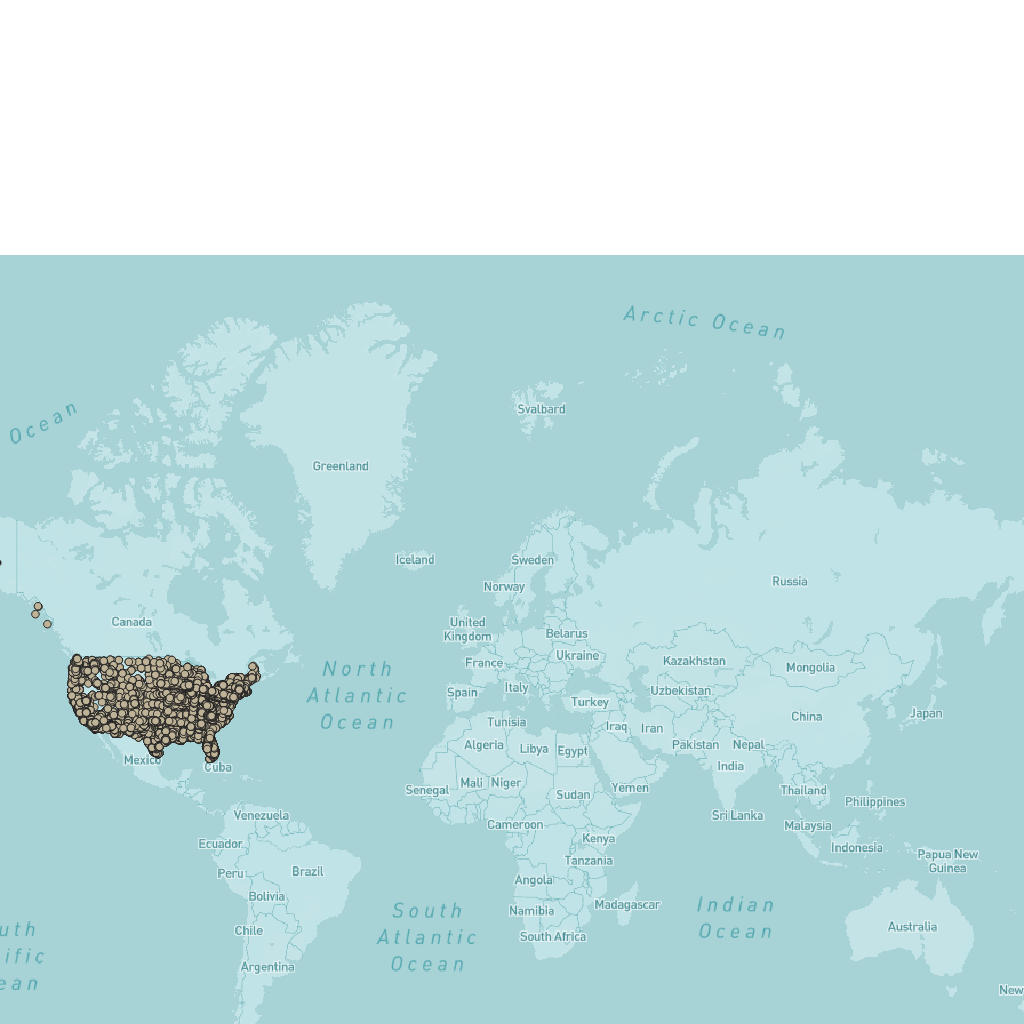 Arctic Ocean
Ocean
Svalbard
Greenland
Iceland
Sweden
Norway
Russia
Canada
United
Kingdom
Belarus
Ukraine
France
Kazakhstan
Mongolia
North
Atlantic
Ocean
Spain
Italy
Turkey
Uzbekistan
China
Japan
Tunisia
Iraq
Iran
Algeria
Libya
Egypt
Pakistan
Nepal
Mexico
Cuba
India
Senegal
Mali
Niger
Sudan
Yemen
Thailand
Philippines
Venezuela
Cameroon
Sri Lanka
Malaysia
Ecuador
Kenya
Indonesia
Peru
Brazil
Tanzania
Papua New
Guinea
Bolivia
Angola
Chile
Namibia
Madagascar
South
Atlantic
Ocean
Indian
Ocean
South Africa
Australia
Argentina
uth
ific
ean
New